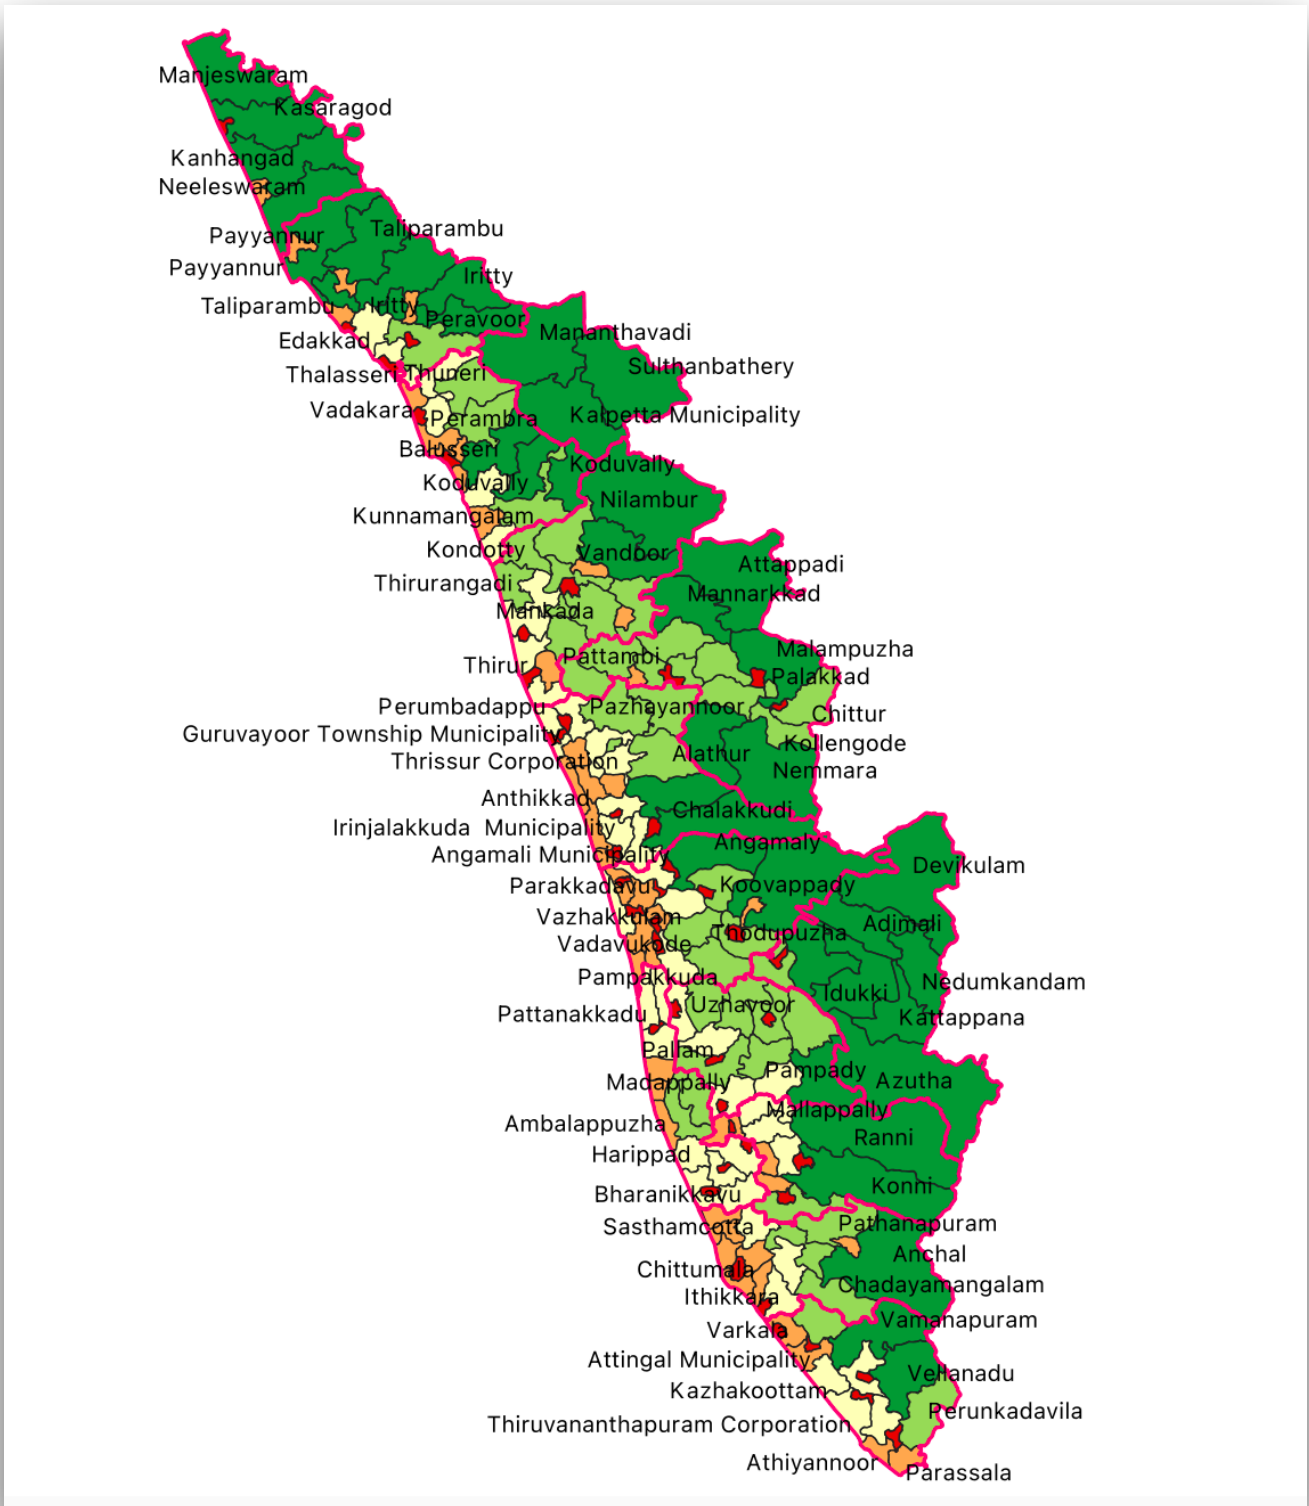 Manjeswaram
Kasaragod
Kanhangad
Neeleswaram
Taliparambu
Payyannur
Payyannur
Iritty
Taliparambu
Iritty
Peravoor
Mananthavadi
Edakkad
Sulthanbathery
Thalasseri
Thuneri
Vadakara
Perambra
Kalpetta Municipality
Balusseri
Koduvally
Koduvally
Nilambur
Kunnamangalam
Kondotty
Vandoor
Attappadi
Thirurangadi
Mannarkkad
Mankada
Malampuzha
Pattambi
Thirur
Palakkad
Perumbadappu
Pazhayannoor
Chittur
Guruvayoor Township Municipality
Kollengode
Alathur
Thrissur Corporation
Nemmara
Anthikkad
Chalakkudi
Irinjalakkuda Municipality
Angamaly
Angamali Municipality
Devikulam
Parakkadavu
Koovappady
Vazhakkulam
Adimali
Thodupuzha
Vadavukode
Pampakkuda
Nedumkandam
Idukki
Uzhavoor
Pattanakkadu
Kattappana
Pallam
Pampady
Madappally
Azutha
Mallappally
Ambalappuzha
Ranni
Harippad
Konni
Bharanikkavu
Pathanapuram
Sasthamcotta
Anchal
Chittumala
Chadayamangalam
Ithikkara
Vamanapuram
Varkala
Attingal Municipality
Vellanadu
Kazhakoottam
Perunkadavila
Thiruvananthapuram Corporation
Athiyannoor
Parassala